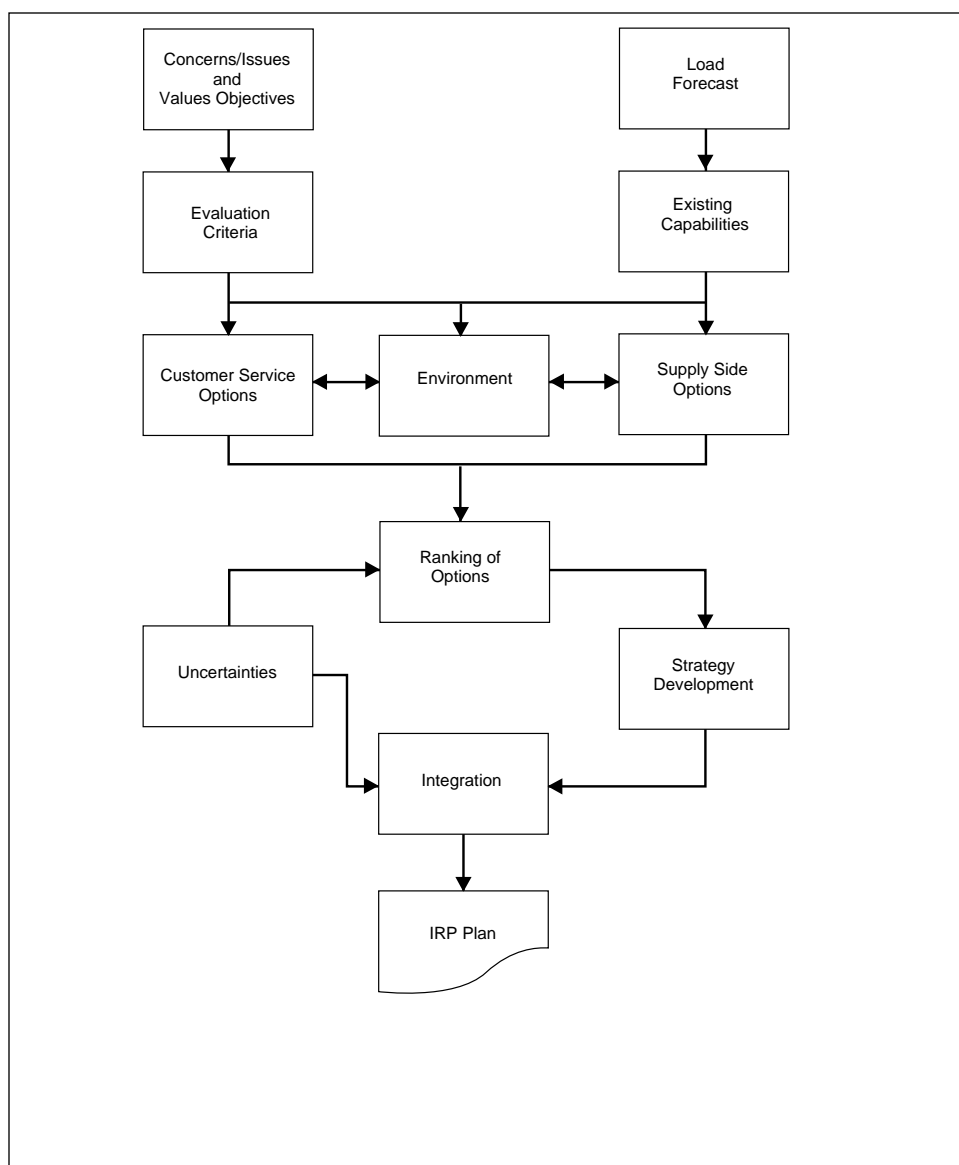 Concerns/Issues
and
Values Objectives
Load
Forecast
Evaluation
Criteria
Existing
Capabilities
Customer Service
Options
Environment
Supply Side
Options
Ranking of
Options
Uncertainties
Strategy
Development
Integration
IRP Plan